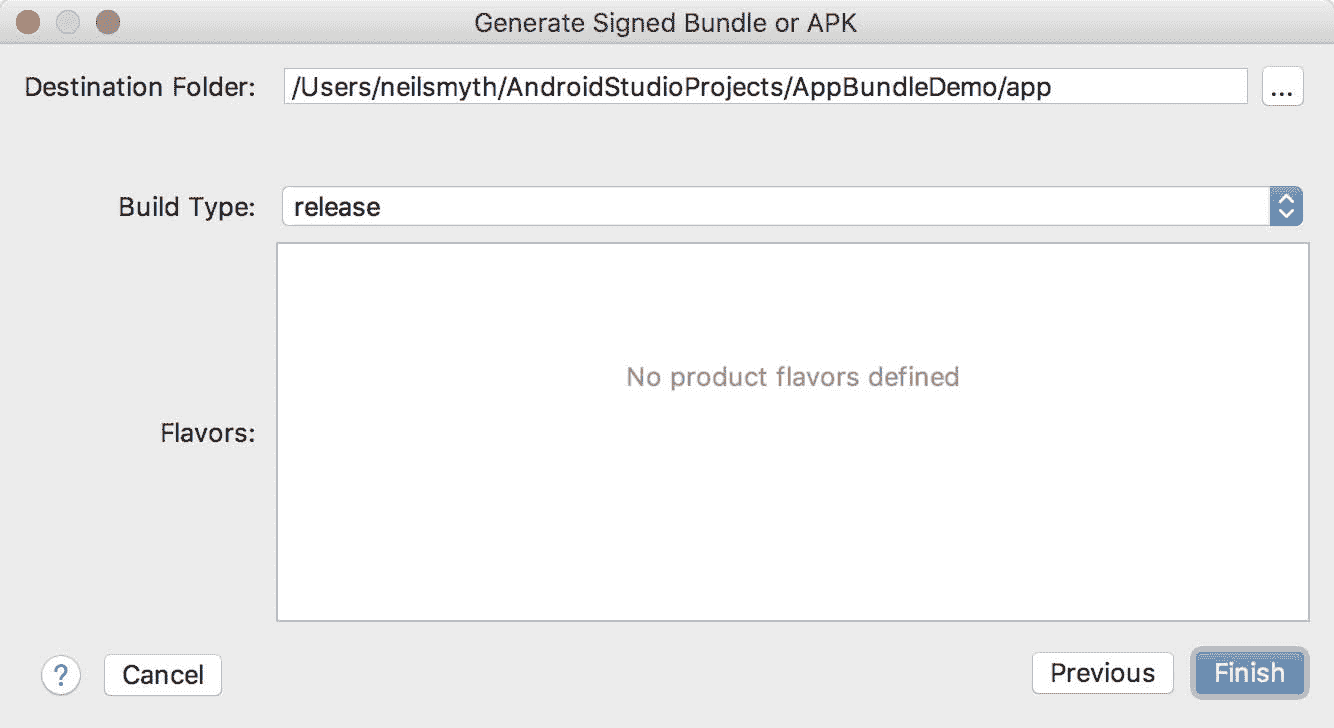 Generate Signed Bundle or APK
Destination Folder: /Users/neilsmyth/AndroidStudioProjects/AppBundleDemo/app ...
Build Type: release
No product flavors defined
Flavors:
? Cancel Previous Finish